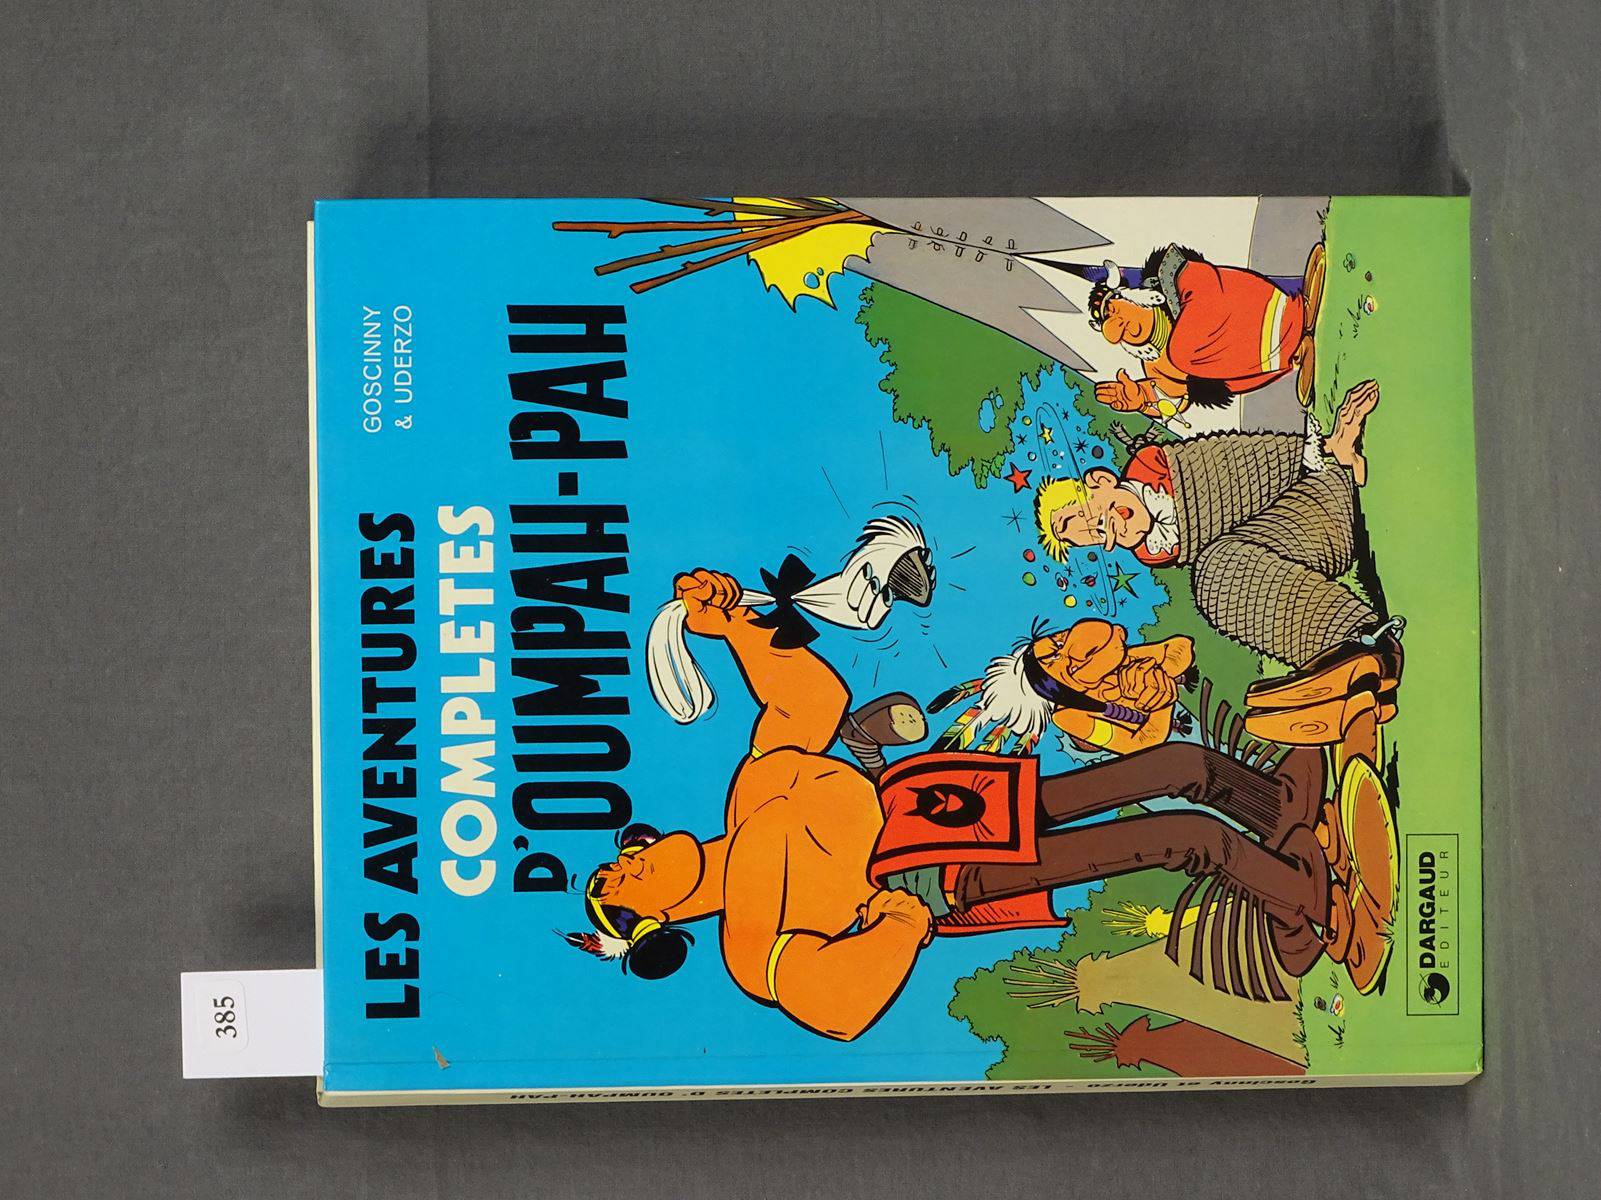 385
GOSCINNY
& UDERZO
LES AVENTURES
COMPLETES
D'OUMPAH-PAH
DARGAUD
EDITEUR
Goscinny et Uderzo - LES AVENTURES COMPLETES D'OUMPAH-PAH